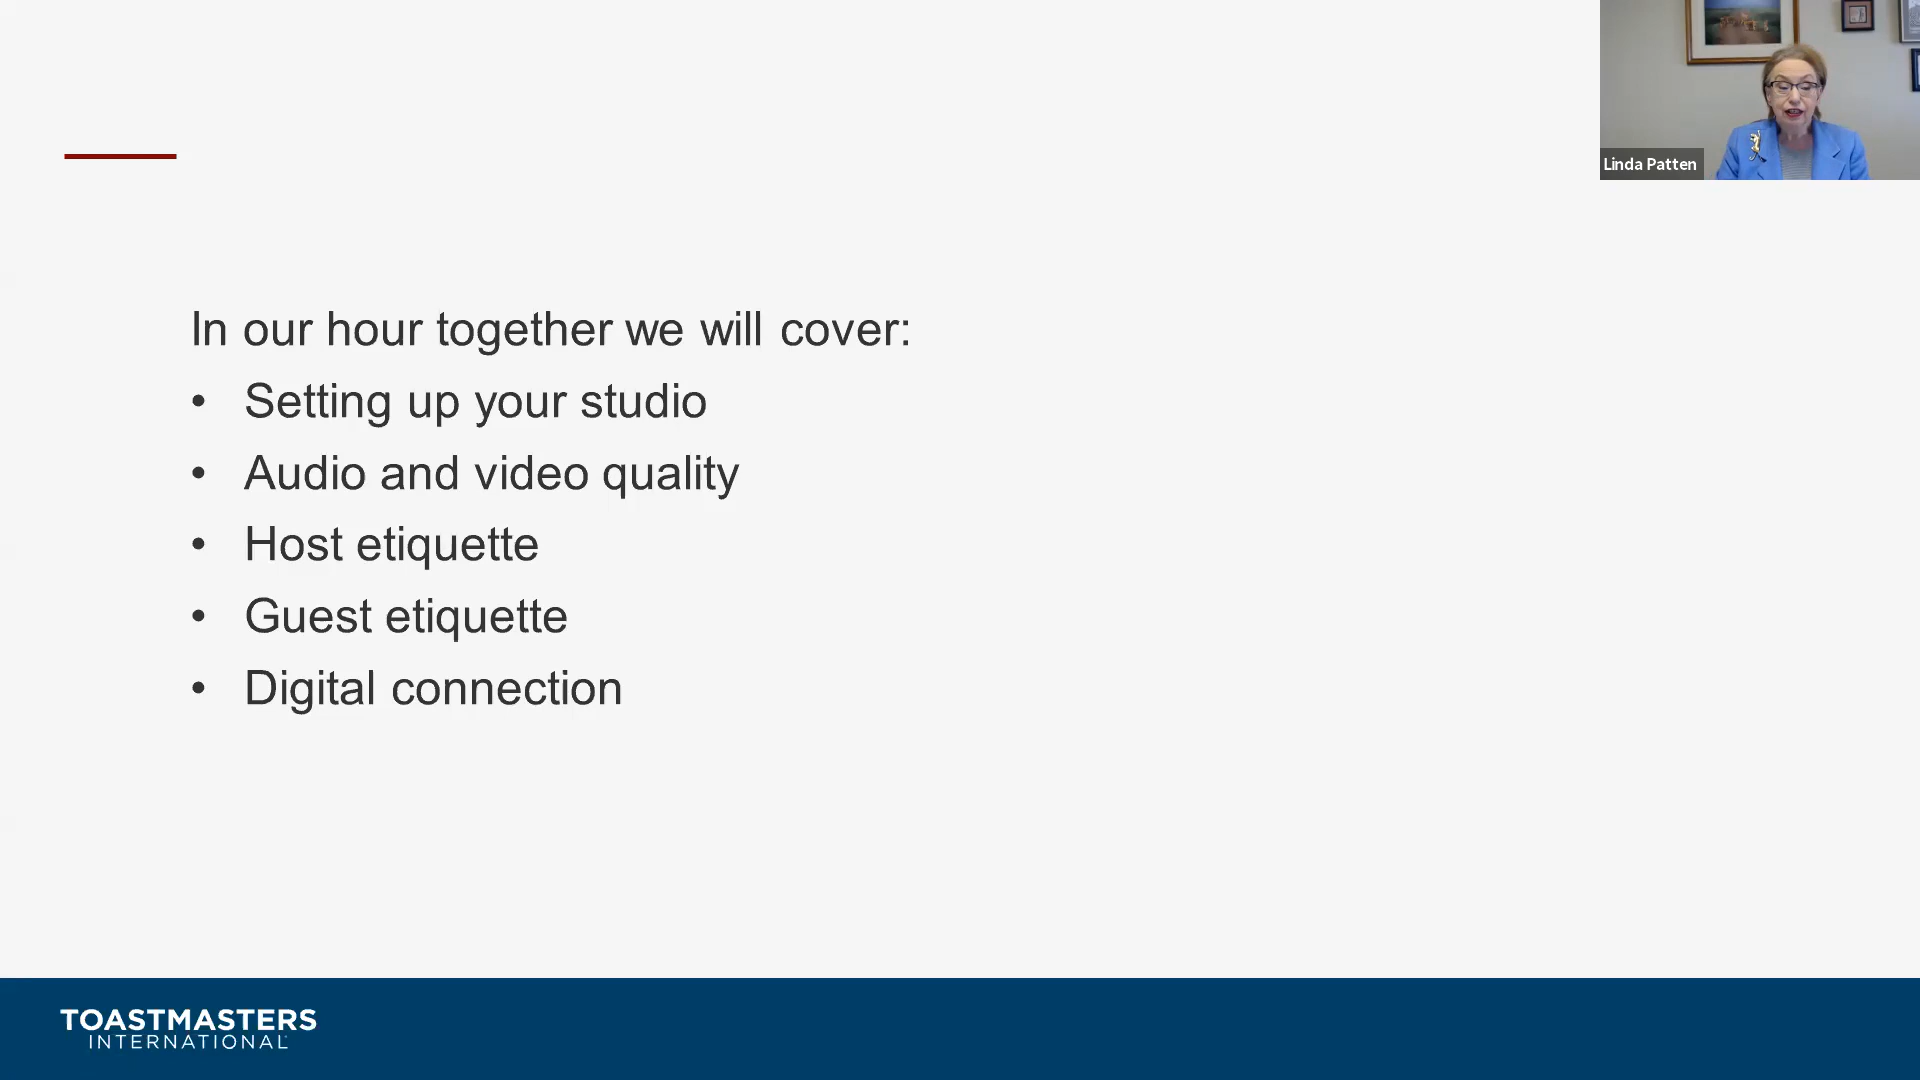 Linda Patten
In our hour together we will cover:
• Setting up your studio
• Audio and video quality
• Host etiquette
• Guest etiquette
• Digital connection
TOASTMASTERS
INTERNATIONAL